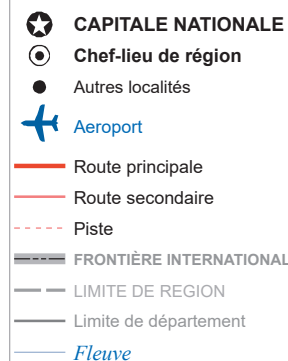 CAPITALE NATIONALE
Chef-lieu de région
Autres localités
Aeroport
Route principale
Route secondaire
Piste
FRONTIÈRE INTERNATIONAL
LIMITE DE REGION
Limite de département
Fleuve